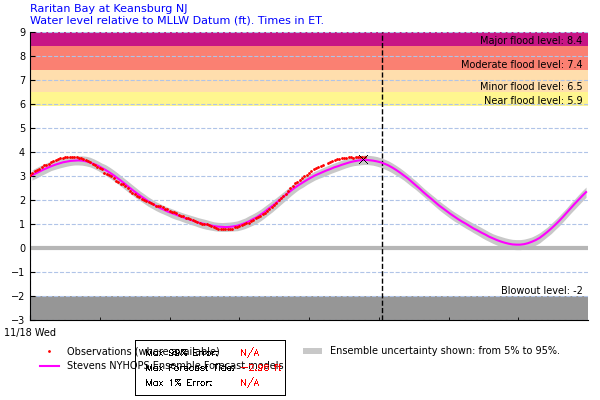 Raritan Bay at Keansburg NJ
Water level relative to MLLW Datum (ft). Times in ET.
9
8
7
6
5
4
3
2
1
0
−1
−2
−3
Major flood level: 8.4
Moderate flood level: 7.4
Minor flood level: 6.5
Near flood level: 5.9
Blowout level: -2
11/18 Wed
Observations (where available)
Stevens NYHOPS Ensemble Forecast models
Ensemble uncertainty shown: from 5% to 95%.
Error: N/A
Max Forecast Tide: ft
Max 1% Error: N/A